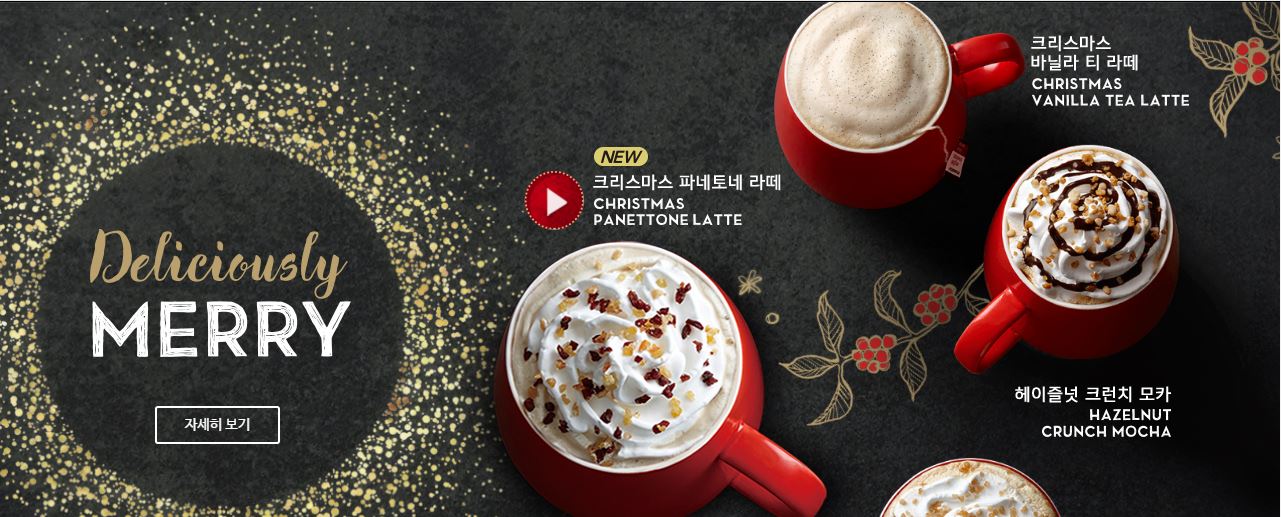 Deliciously
MERRY
자세히 보기
NEW
크리스마스 파네토네 라떼
CHRISTMAS
PANETTONE LATTE
크리스마스
바닐라 티 라떼
CHRISTMAS
VANILLA TEA LATTE
헤이즐넛 크런치 모카
HAZELNUT
CRUNCH MOCHA